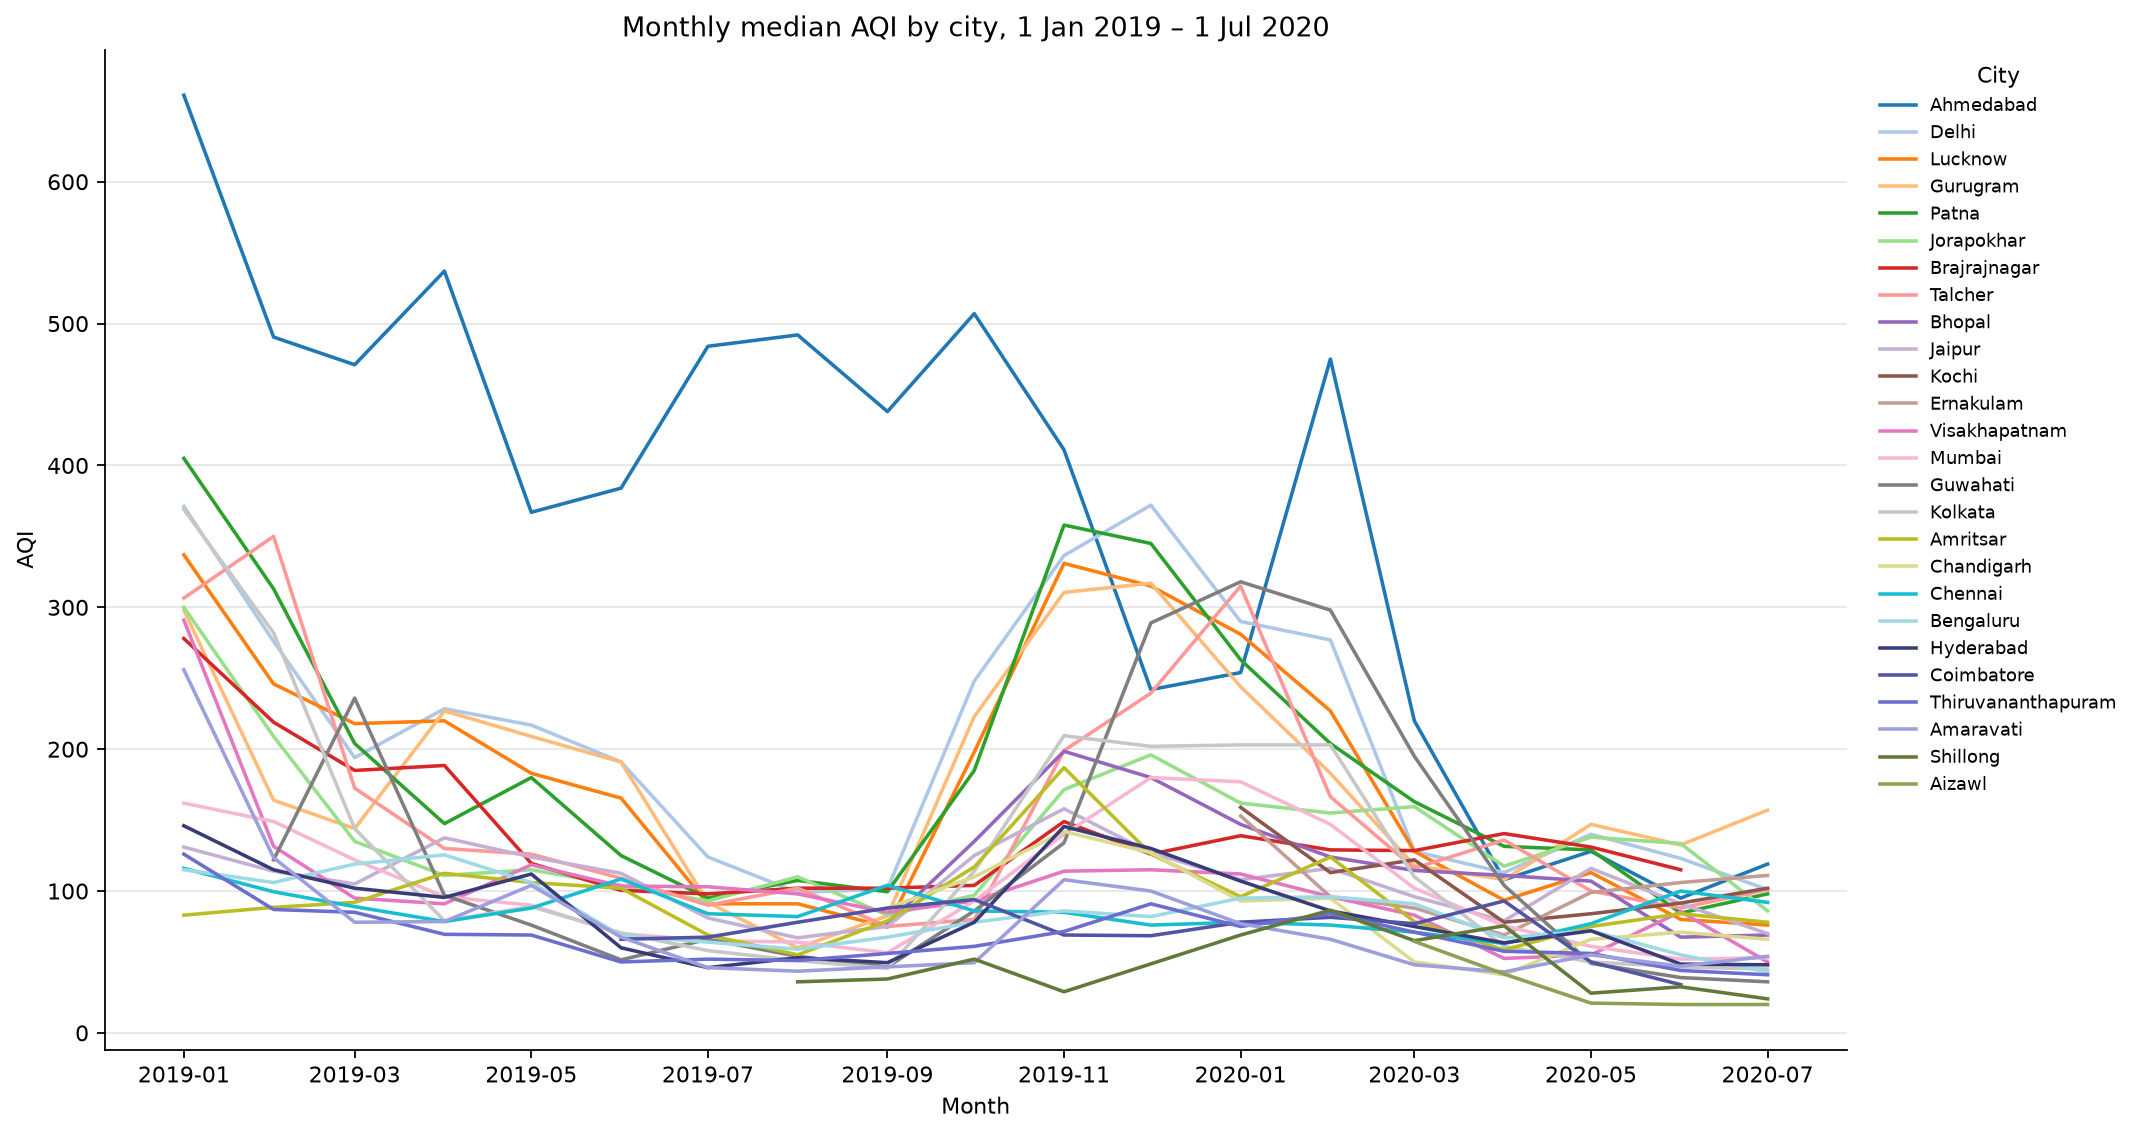 Monthly median AQI by city, 1 Jan 2019 – 1 Jul 2020
City
Ahmedabad
Delhi
Lucknow
Gurugram
Patna
Jorapokhar
Brajrajnagar
Talcher
Bhopal
Jaipur
Kochi
Ernakulam
Visakhapatnam
Mumbai
Guwahati
Kolkata
Amritsar
Chandigarh
Chennai
Bengaluru
Hyderabad
Coimbatore
Thiruvananthapuram
Amaravati
Shillong
Aizawl
AQI
600
500
400
300
200
100
0
2019-01 2019-03 2019-05 2019-07 2019-09 2019-11 2020-01 2020-03 2020-05 2020-07
Month